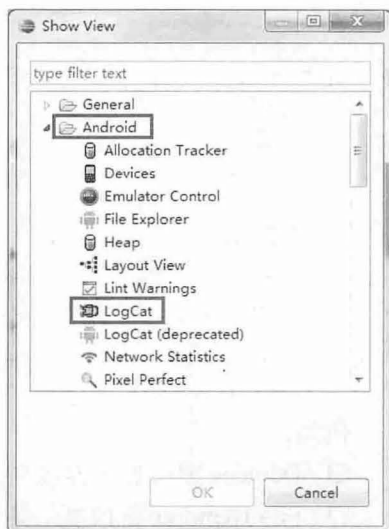 Show View
type filter text
General
Android
Allocation Tracker
Devices
Emulator Control
File Explorer
Heap
Layout View
Lint Warnings
LogCat
LogCat (deprecated)
Network Statistics
Pixel Perfect
OK
Cancel